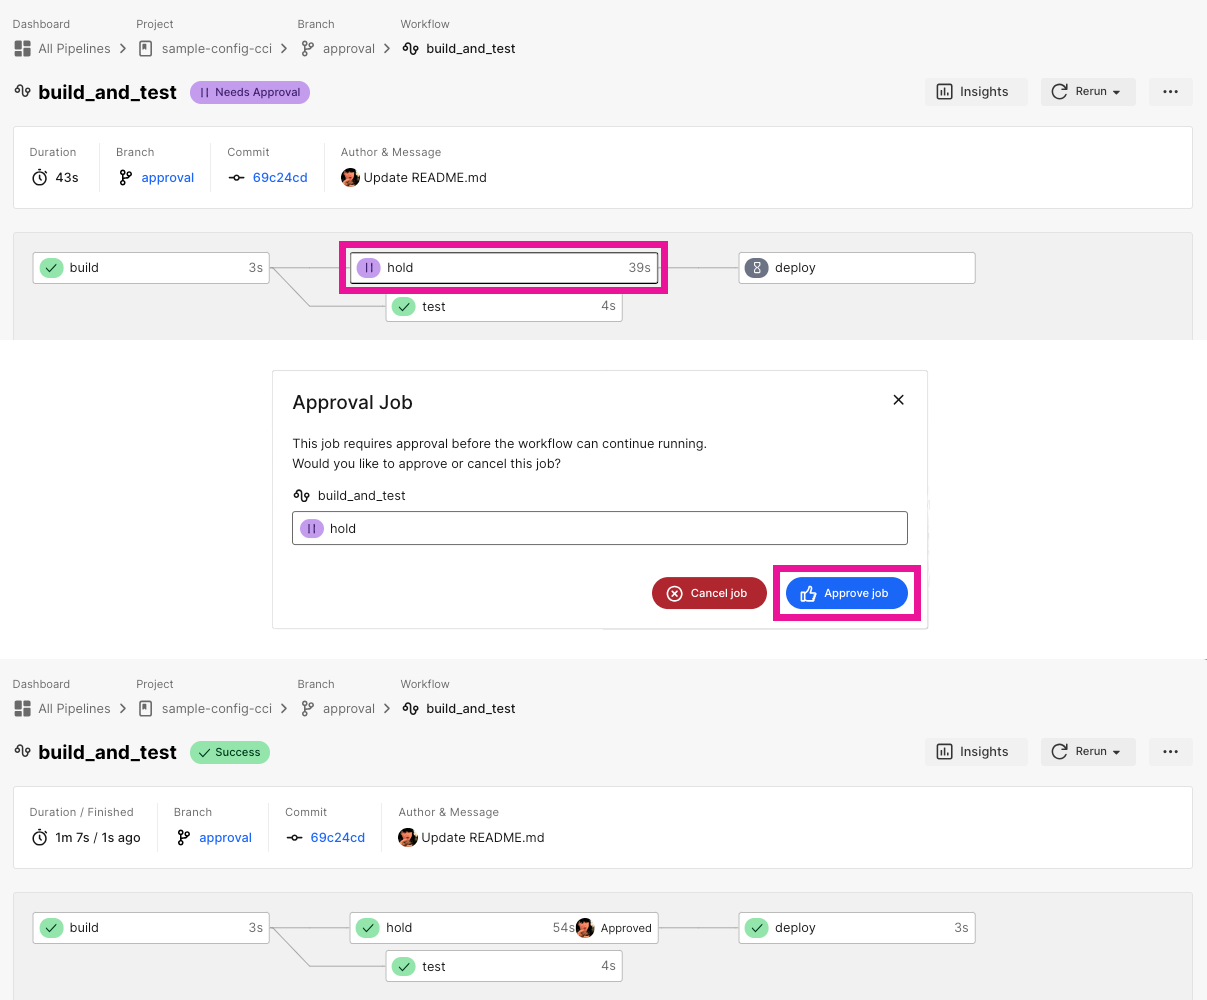 Dashboard Project Branch Workflow
All Pipelines sample-config-cci approval build_and_test
build_and_test Needs Approval Insights Rerun
Duration Branch Commit Author & Message
43s approval 69c24cd Update README.md
build 3s hold 39s deploy
test 4s
Approval Job
This job requires approval before the workflow can continue running.
Would you like to approve or cancel this job?
build_and_test
hold
Cancel job Approve job
Dashboard Project Branch Workflow
All Pipelines sample-config-cci approval build_and_test
build_and_test Success Insights Rerun
Duration / Finished Branch Commit Author & Message
1m 7s / 1s ago approval 69c24cd Update README.md
build 3s hold 54s Approved deploy 3s
test 4s